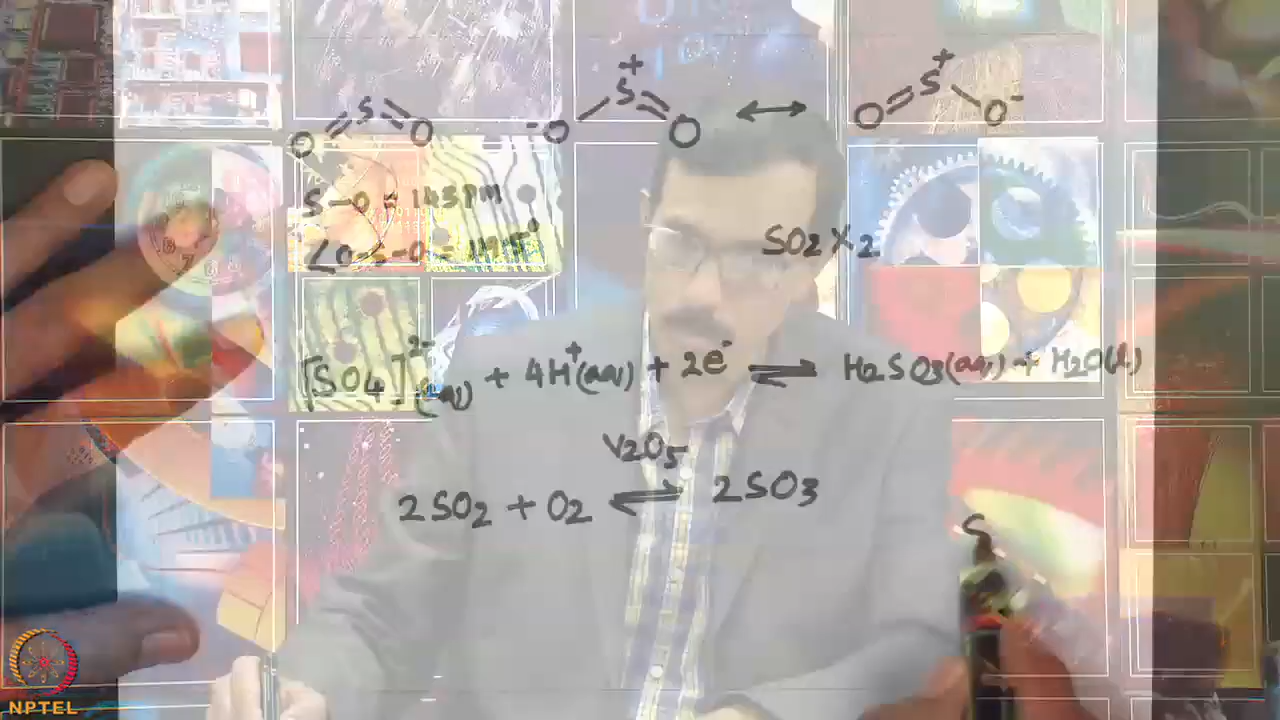 O=S=O -O-S+=O ↔ O=S+-O-
S-O = 143 pm
∠O-S-O =
SO2X2
[SO4]2-(aq) + 4H+(aq) + 2e- ⇌ H2SO3(aq) + H2O(l)
V2O5
2SO2 + O2 ⇌ 2SO3
S
NPTEL